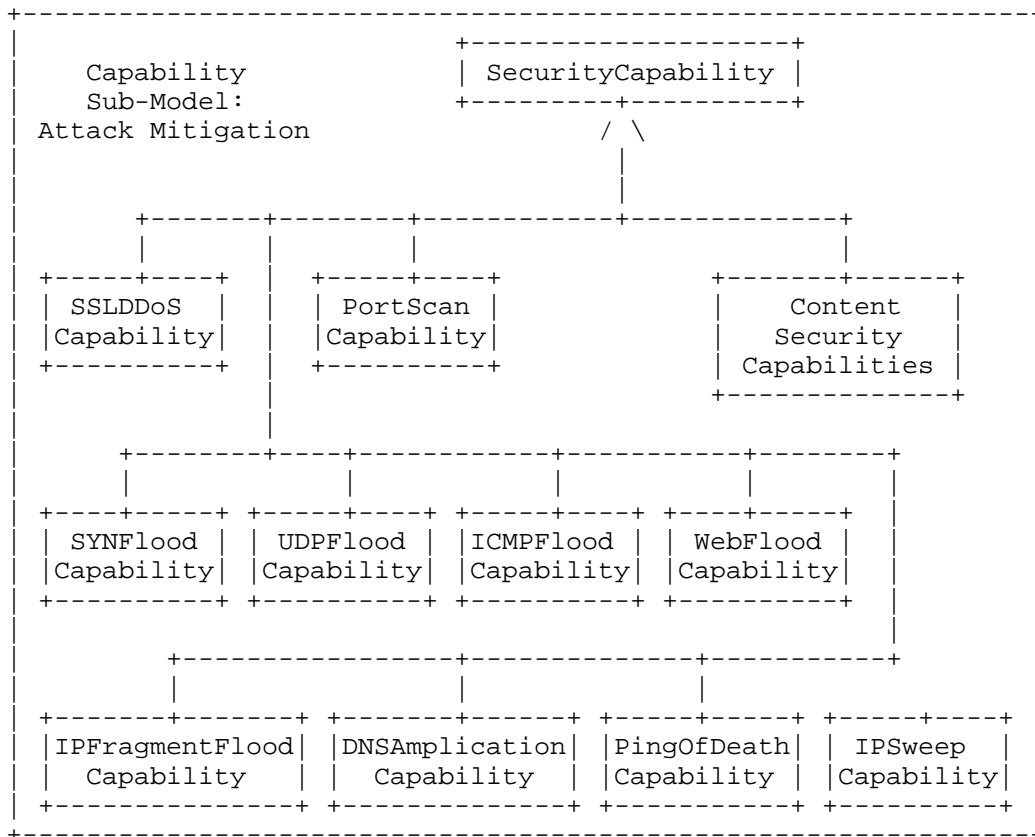 SecurityCapability
Capability
Sub-Model:
Attack Mitigation
SSLDDoS Capability
PortScan Capability
Content Security Capabilities
SYNFlood Capability
UDPFlood Capability
ICMPFlood Capability
WebFlood Capability
IPFragmentFlood Capability
DNSAmplication Capability
PingOfDeath Capability
IPSweep Capability